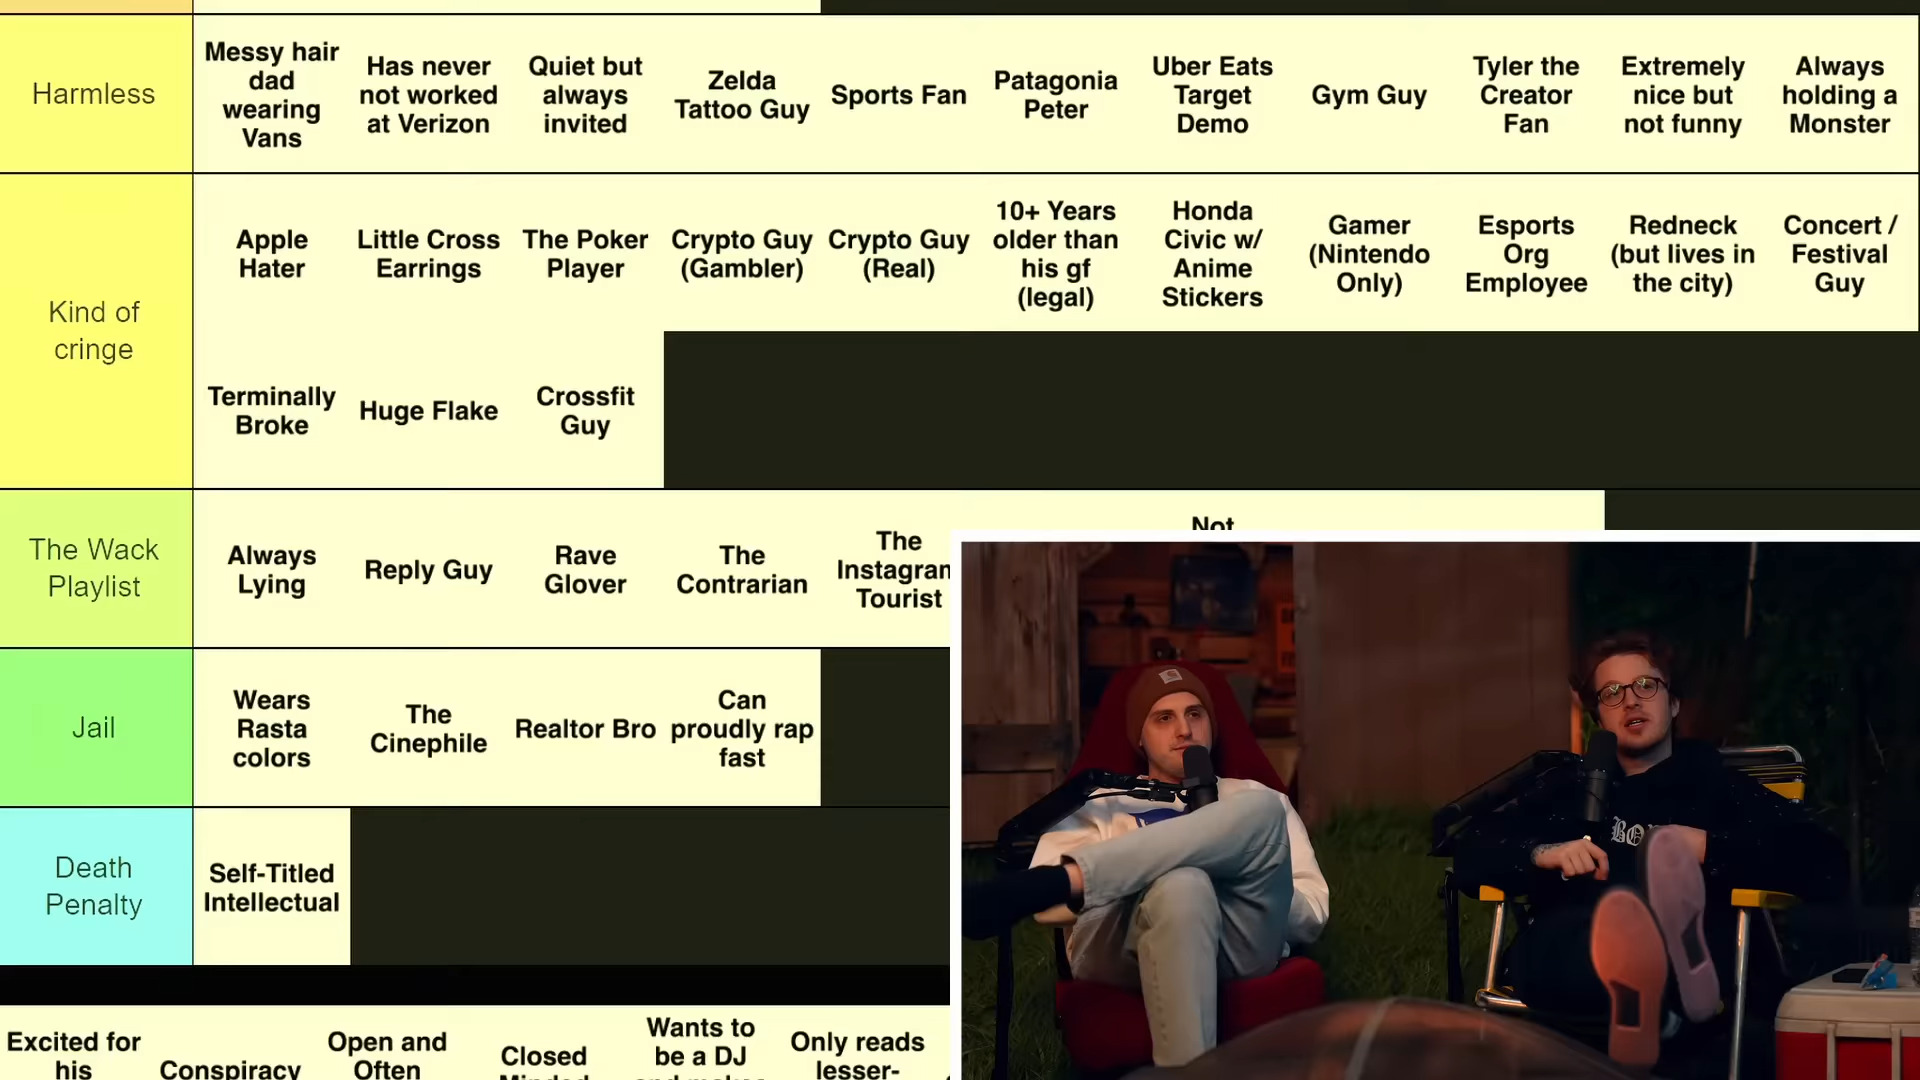 Harmless
Messy hair
dad
wearing
Vans
Has never
not worked
at Verizon
Quiet but
always
invited
Zelda
Tattoo Guy
Sports Fan
Patagonia
Peter
Uber Eats
Target
Demo
Gym Guy
Tyler the
Creator
Fan
Extremely
nice but
not funny
Always
holding a
Monster
Kind of
cringe
Apple
Hater
Little Cross
Earrings
The Poker
Player
Crypto Guy
(Gambler)
Crypto Guy
(Real)
10+ Years
older than
his gf
(legal)
Honda
Civic w/
Anime
Stickers
Gamer
(Nintendo
Only)
Esports
Org
Employee
Redneck
(but lives in
the city)
Concert /
Festival
Guy
Terminally
Broke
Huge Flake
Crossfit
Guy
The Wack
Playlist
Always
Lying
Reply Guy
Rave
Glover
The
Contrarian
The
Instagram
Tourist
Not
Jail
Wears
Rasta
colors
The
Cinephile
Realtor Bro
Can
proudly rap
fast
Death
Penalty
Self-Titled
Intellectual
Excited for
his
Conspiracy
Open and
Often
Closed
Minded
Wants to
be a DJ
and makes
Only reads
lesser-